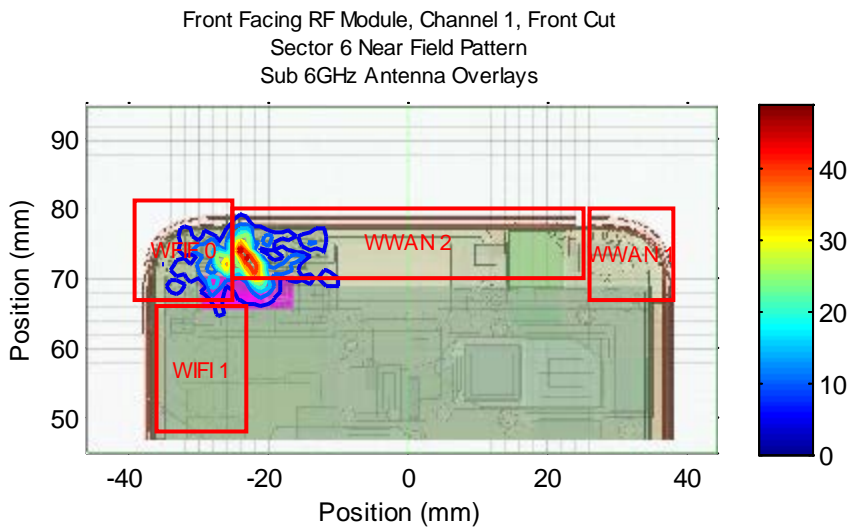 Front Facing RF Module, Channel 1, Front Cut
Sector 6 Near Field Pattern
Sub 6GHz Antenna Overlays
90
80
70
60
50
Position (mm)
WIFI 0
WWAN 2
WWAN 1
WIFI 1
-40
-20
0
20
40
Position (mm)
40
30
20
10
0